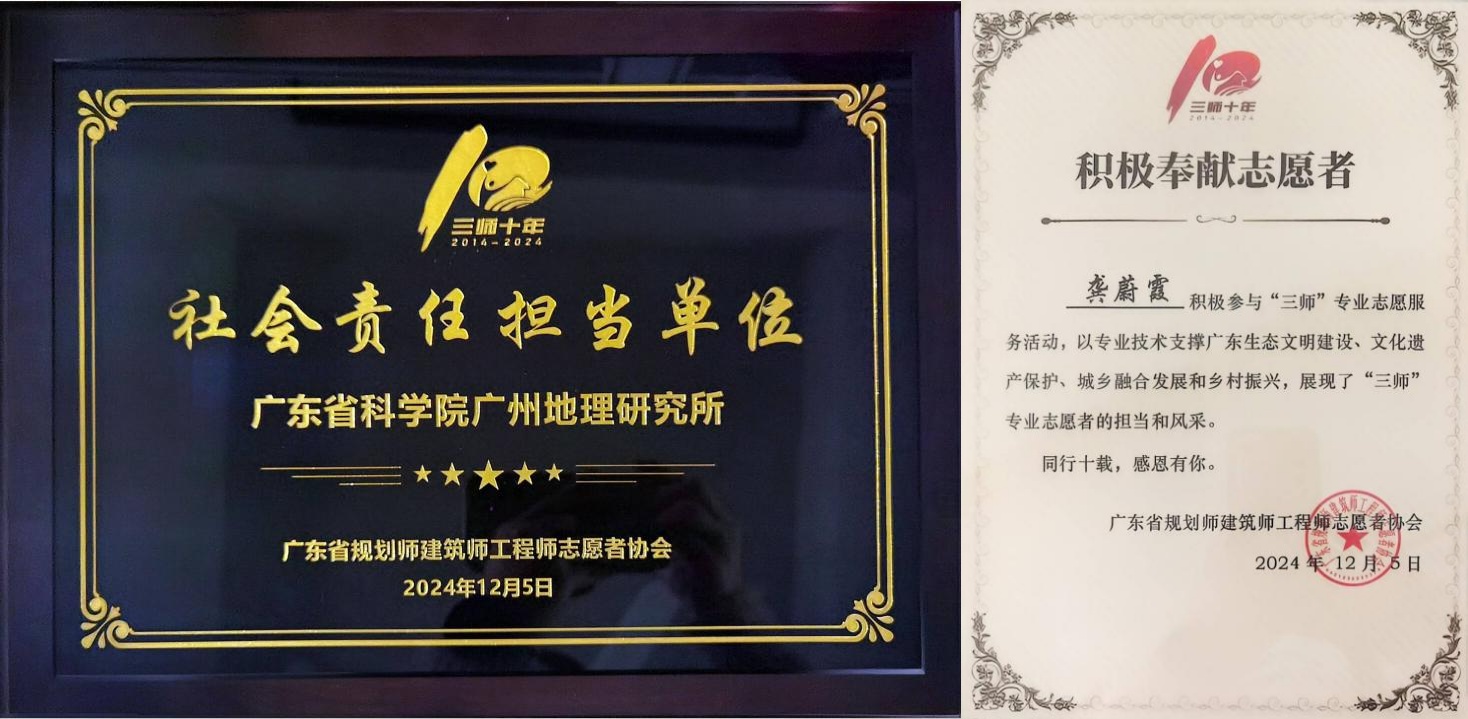 三师十年
2014-2024
社会责任担当单位
广东省科学院广州地理研究所
广东省规划师建筑师工程师志愿者协会
2024年12月5日
三师十年
2014-2024
积极奉献志愿者
龚蔚霞 积极参与“三师”专业志愿服
务活动，以专业技术支撑广东生态文明建设、文化遗
产保护、城乡融合发展和乡村振兴，展现了“三师”
专业志愿者的担当和风采。
同行十载，感恩有你。
广东省规划师建筑师工程师志愿者协会
2024 年 12 月 5 日